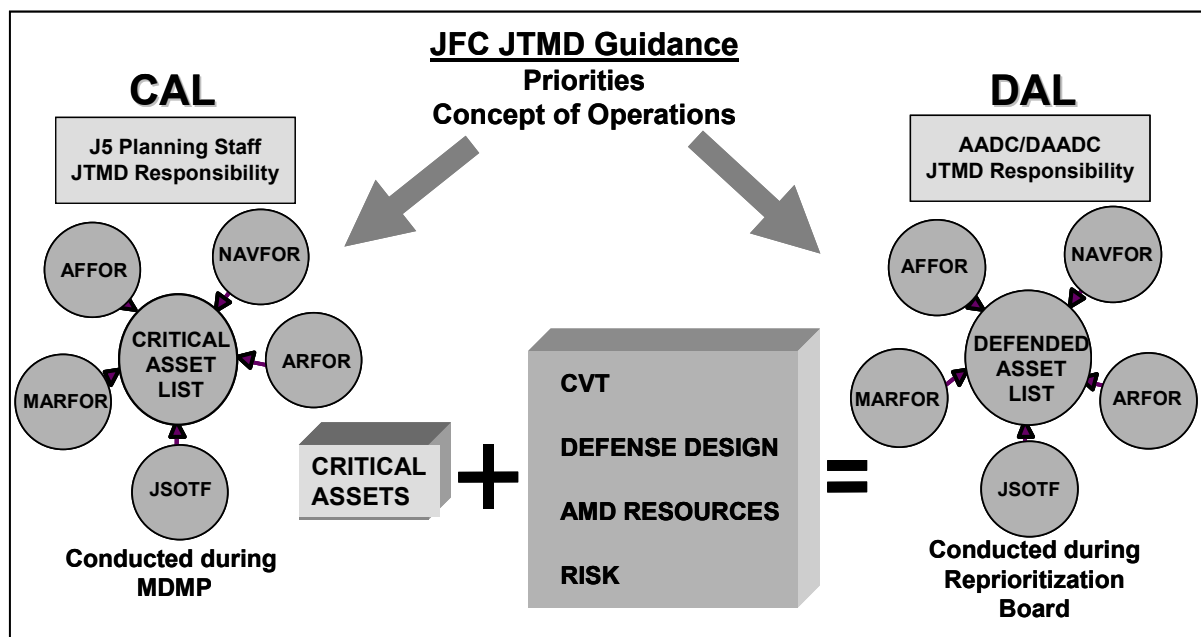 JFC JTMD Guidance
Priorities
Concept of Operations
CAL
J5 Planning Staff
JTMD Responsibility
AFFOR
NAVFOR
CRITICAL
ASSET
LIST
ARFOR
MARFOR
JSOTF
Conducted during
MDMP
CRITICAL
ASSETS
+
CVT
DEFENSE DESIGN
AMD RESOURCES
RISK
=
DAL
AADC/DAADC
JTMD Responsibility
AFFOR
NAVFOR
DEFENDED
ASSET
LIST
MARFOR
ARFOR
JSOTF
Conducted during
Reprioritization
Board